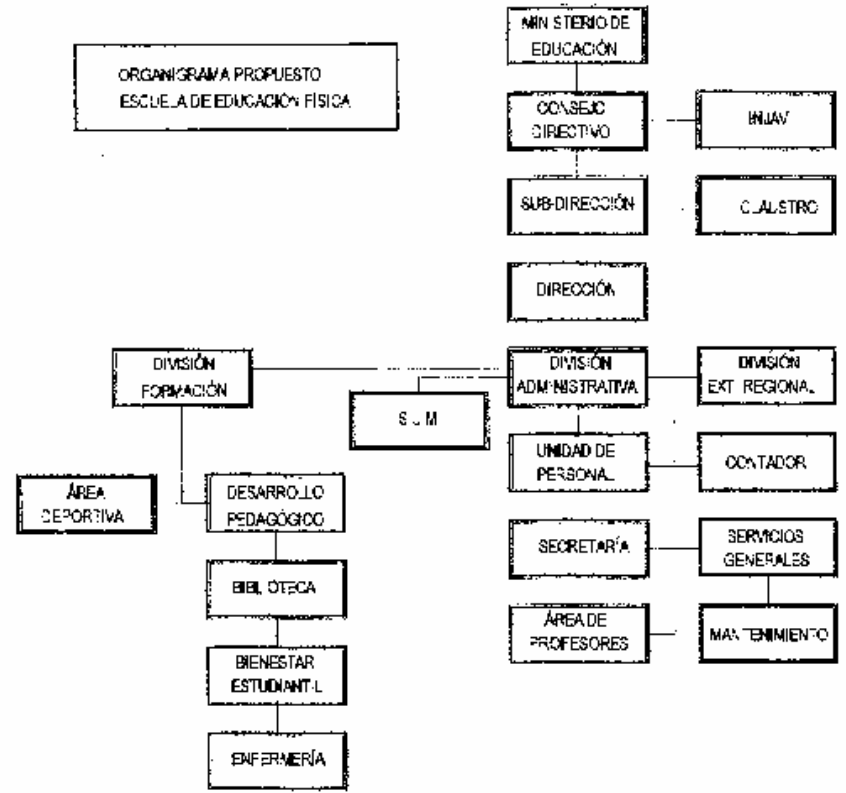 MINISTERIO DE
EDUCACIÓN
ORGANIGRAMA PROPUESTO
ESCUELA DE EDUCACIÓN FÍSICA
CONSEJO
DIRECTIVO
SUB-DIRECCIÓN
CLAUSTRO
DIRECCIÓN
DIVISIÓN
FORMACIÓN
DIVISIÓN
ADMINISTRATIVA
DIVISIÓN
EXT. REGIONAL
UNIDAD DE
PERSONAL
CONTADOR
ÁREA
DEPORTIVA
DESARROLLO
PEDAGÓGICO
SECRETARÍA
SERVICIOS
GENERALES
BIBLIOTECA
ÁREA DE
PROFESORES
MANTENIMIENTO
BIENESTAR
ESTUDIANTIL
ENFERMERÍA